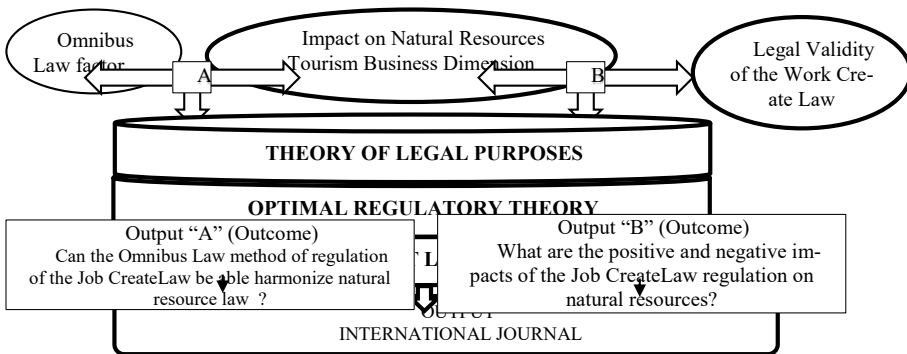 Omnibus
Law factor
Impact on Natural Resources
Tourism Business Dimension
Legal Validity
of the Work Cre-
ate Law
A
B
THEORY OF LEGAL PURPOSES
OPTIMAL REGULATORY THEORY
Output “A” (Outcome)
Can the Omnibus Law method of regulation
of the Job CreateLaw be able harmonize natural
resource law ?
Output “B” (Outcome)
What are the positive and negative im-
pacts of the Job CreateLaw regulation on
natural resources?
OUTPUT
INTERNATIONAL JOURNAL